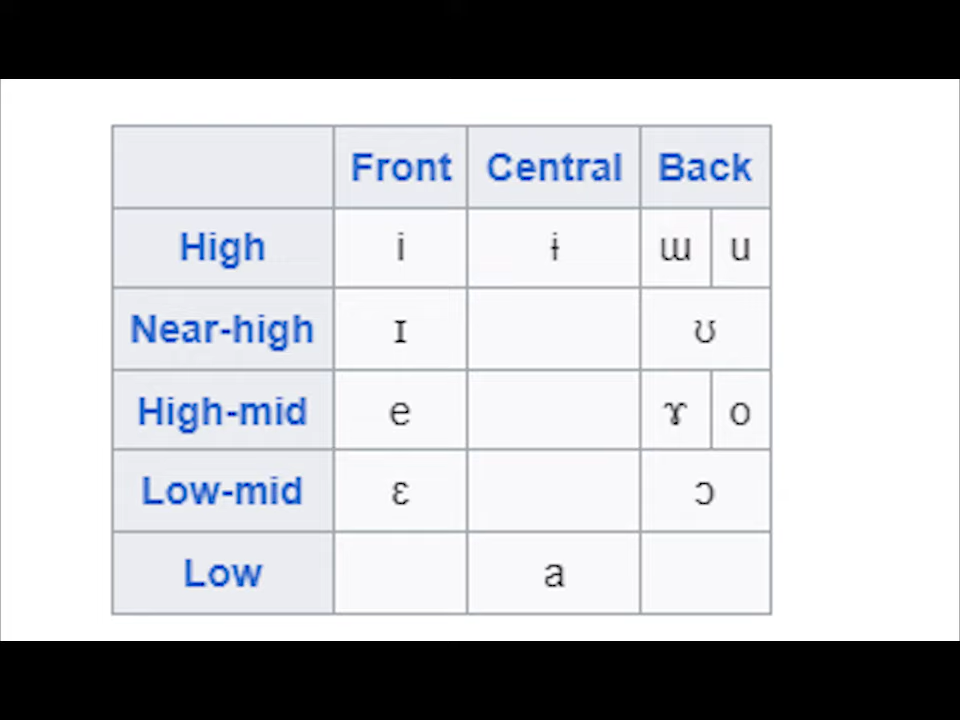 Front Central Back
High i ɨ ɯ u
Near-high ɪ ʊ
High-mid e ɤ o
Low-mid ɛ ɔ
Low a